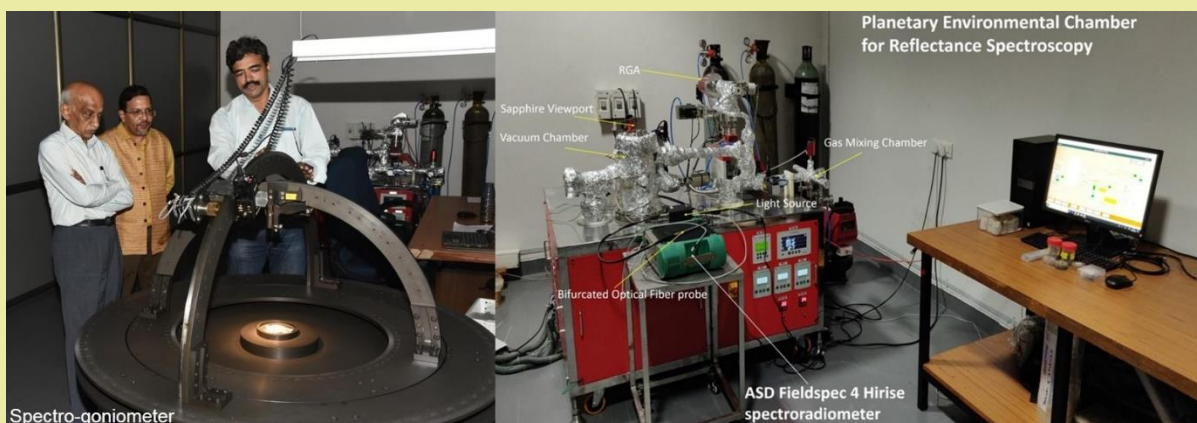 Spectro-goniometer
Planetary Environmental Chamber
for Reflectance Spectroscopy
RGA
Sapphire Viewport
Vacuum Chamber
Gas Mixing Chamber
Light Source
Bifurcated Optical Fiber probe
ASD Fieldspec 4 Hirise
spectroradiometer